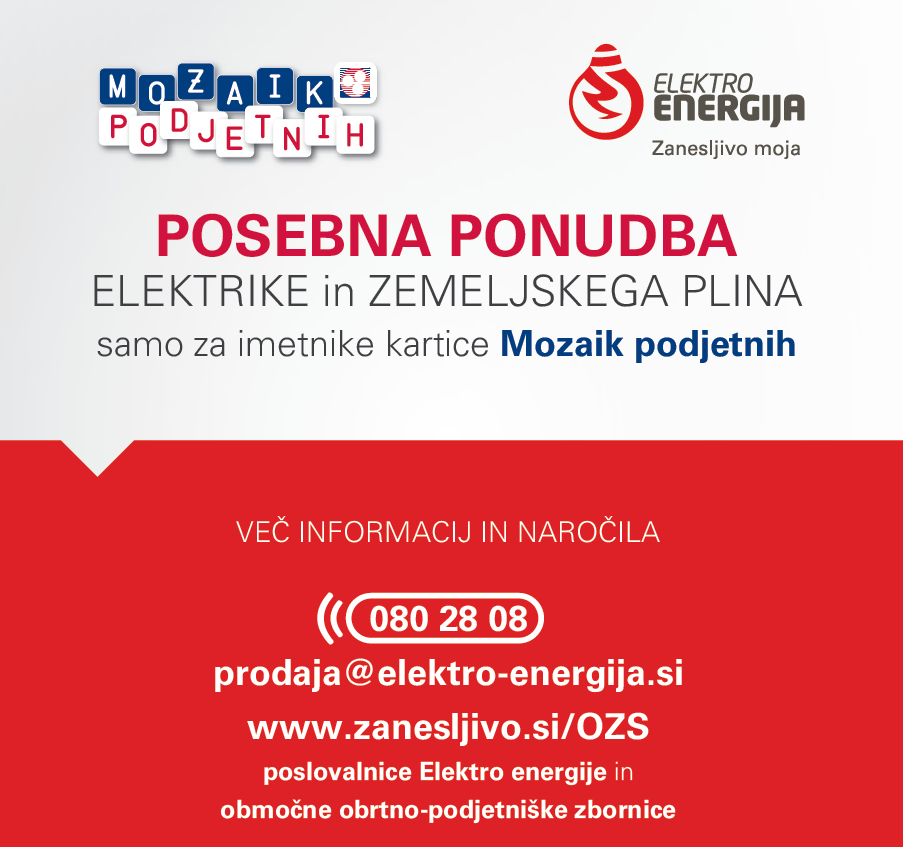 MOZAIK
PODJETNIH
ELEKTRO
ENERGIJA
Zanesljivo moja
POSEBNA PONUDBA
ELEKTRIKE in ZEMELJSKEGA PLINA
samo za imetnike kartice Mozaik podjetnih
VEČ INFORMACIJ IN NAROČILA
080 28 08
prodaja@elektro-energija.si
www.zanesljivo.si/OZS
poslovalnice Elektro energije in
območne obrtno-podjetniške zbornice